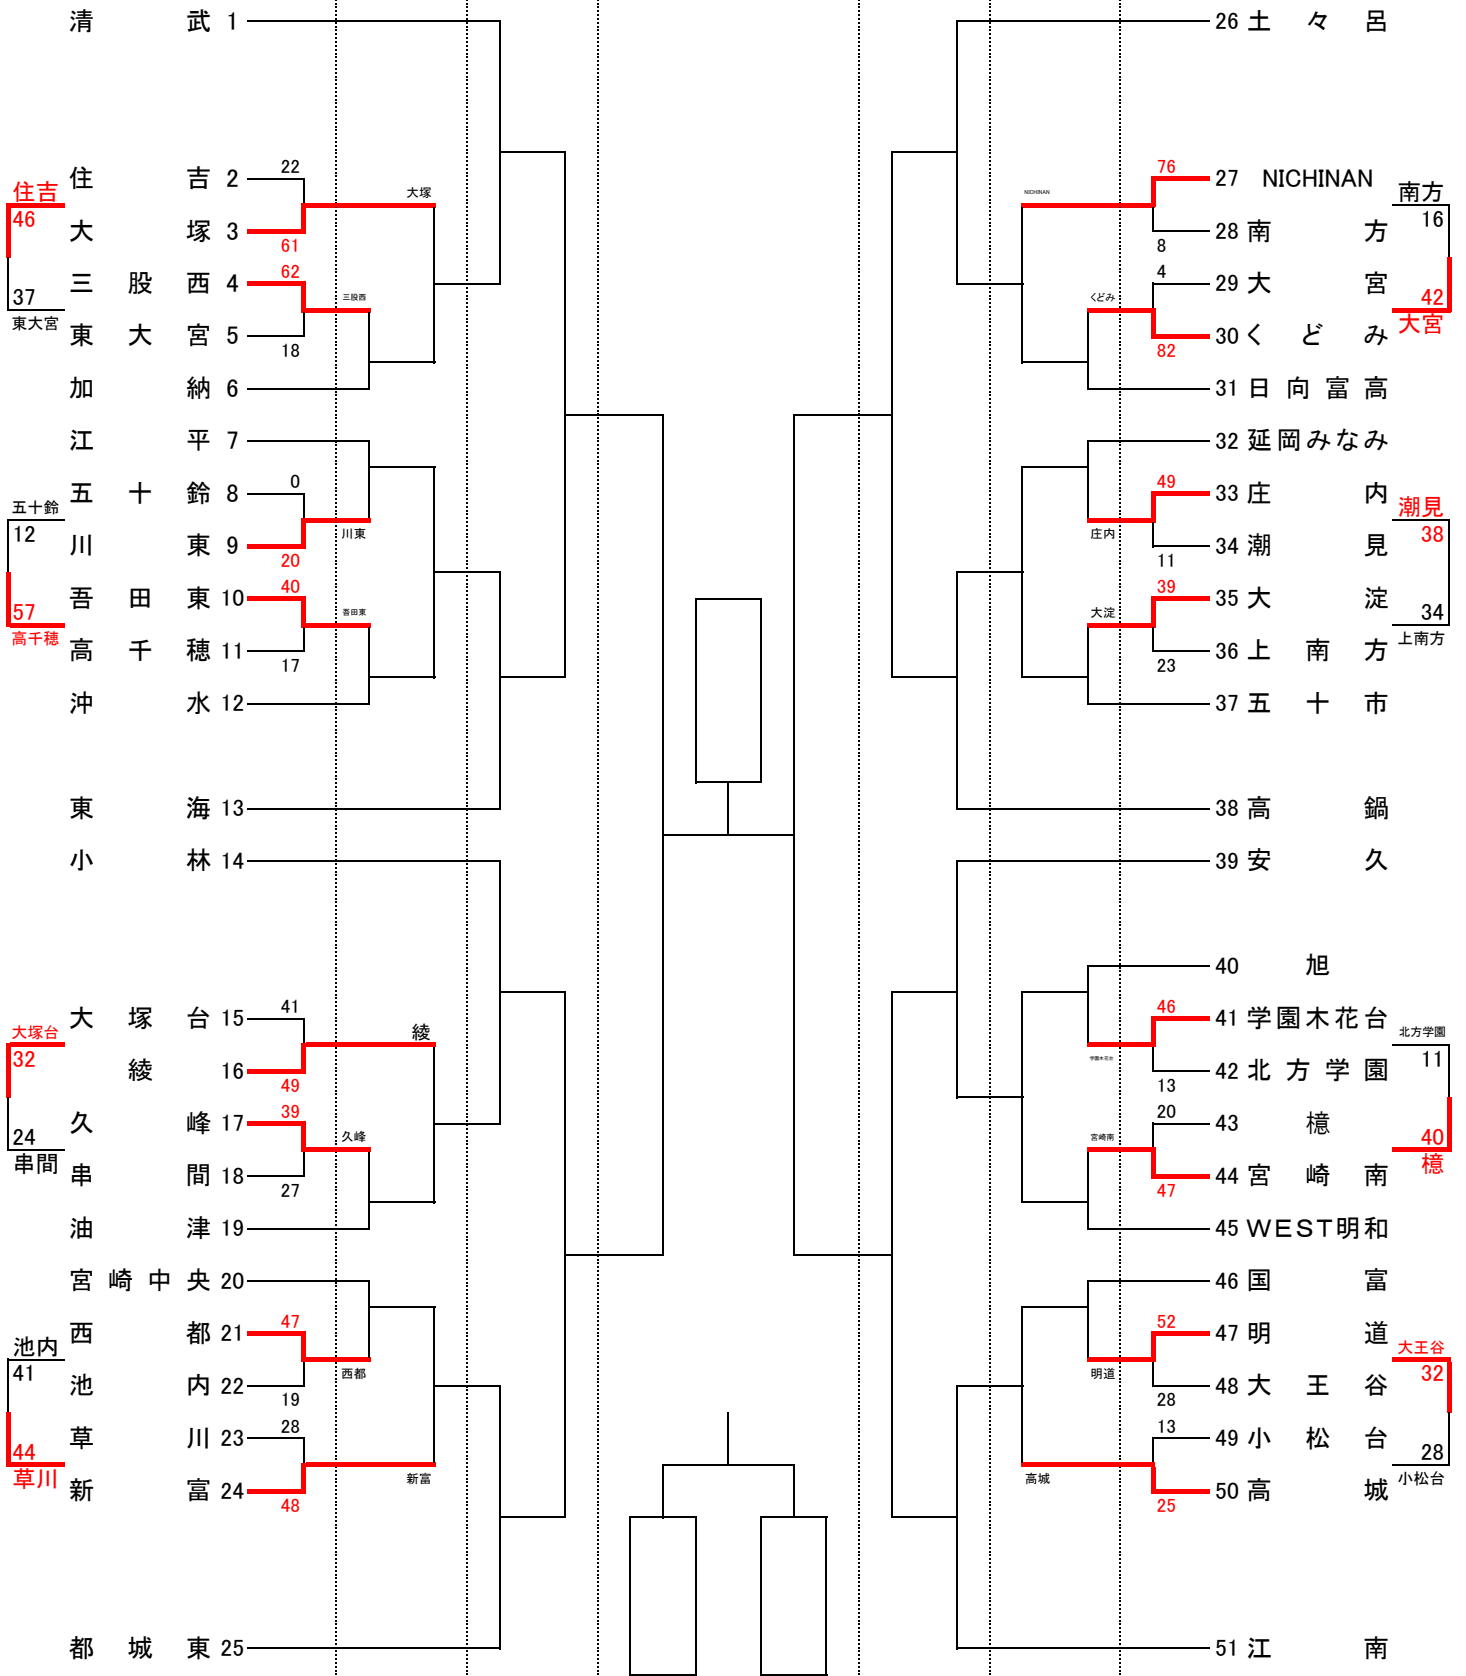 清武 1
住吉
46
37
東大宮
住吉 2
22
大塚
大塚 3
61
三股西 4
62
三股西
東大宮 5
18
加納 6
江平 7
五十鈴
12
57
高千穂
五十鈴 8
0
川東 9
20
川東
吾田東 10
40
吾田東
高千穂 11
17
沖水 12
東海 13
小林 14
大塚台
32
24
串間
大塚台 15
41
綾
綾 16
49
久峰 17
39
久峰
串間 18
27
油津 19
宮崎中央 20
池内
41
44
草川
西都 21
47
西都
池内 22
19
草川 23
28
新富
新富 24
48
都城東 25
26 土々呂
NICHINAN
76
27 NICHINAN
28 南方
8
南方
16
42
大宮
4
29 大宮
くどみ
30 くどみ
82
31 日向富高
32 延岡みなみ
49
33 庄内
庄内
34 潮見
11
潮見
38
34
上南方
39
35 大淀
大淀
36 上南方
23
37 五十市
38 高鍋
39 安久
40 旭
46
41 学園木花台
学園木花台
42 北方学園
13
北方学園
11
40
檍
20
43 檍
宮崎南
44 宮崎南
47
45 WEST明和
46 国富
52
47 明道
明道
48 大王谷
28
大王谷
32
28
小松台
13
49 小松台
高城
50 高城
25
51 江南